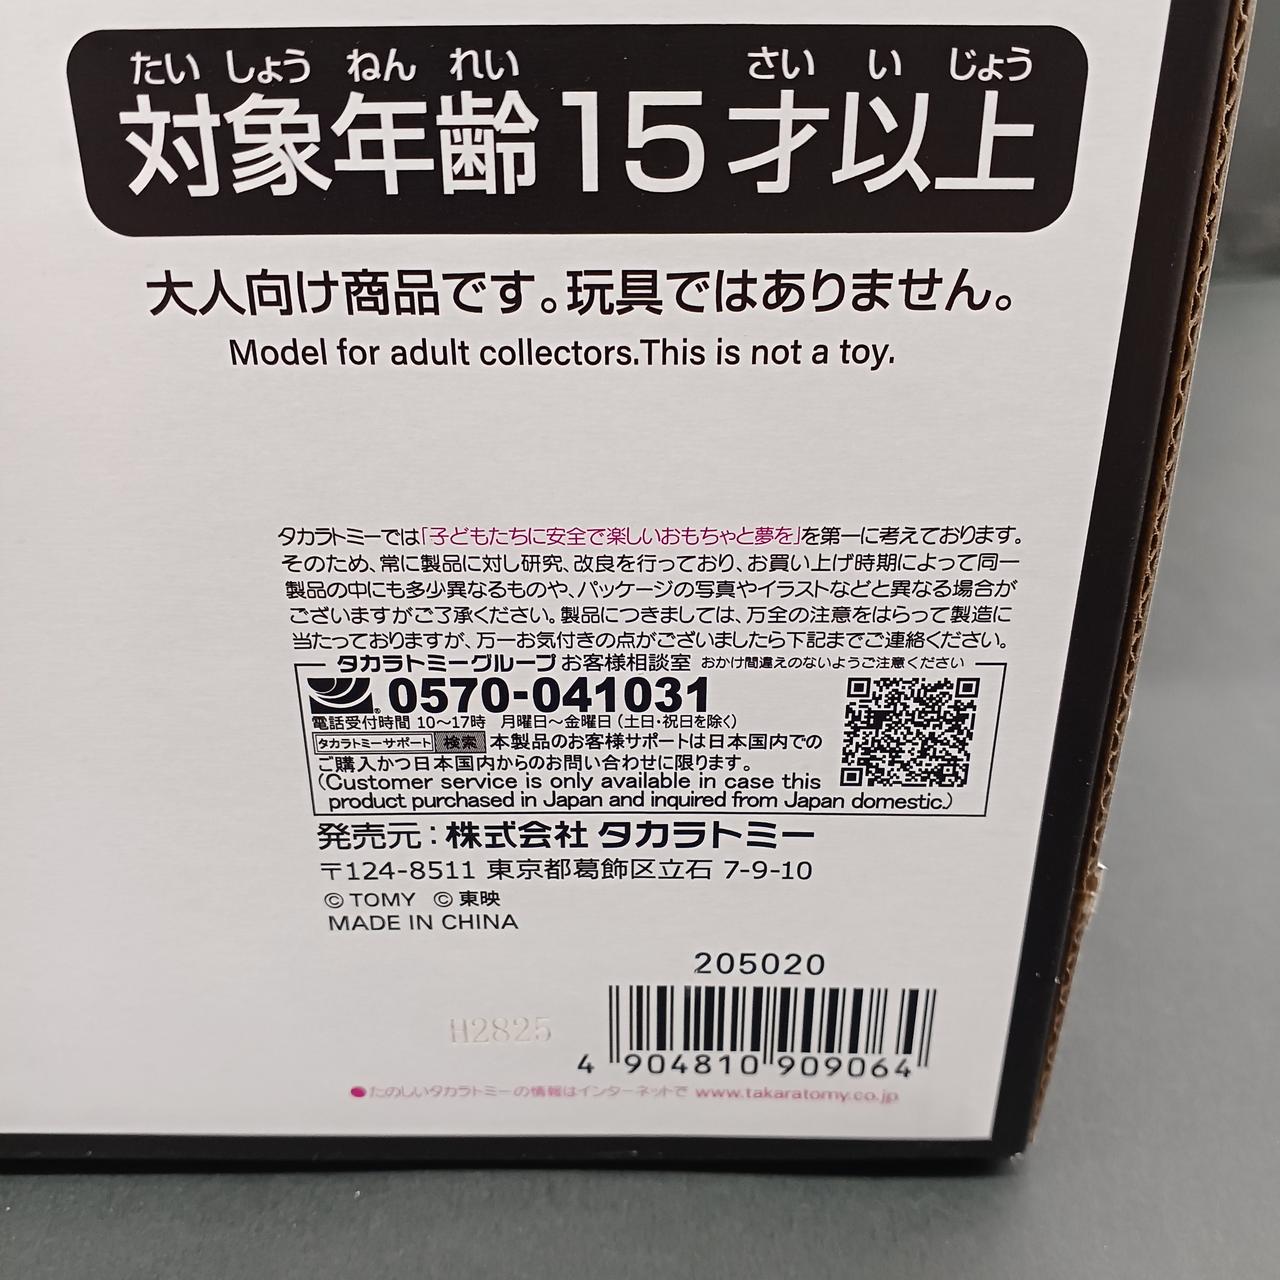 たい しょう ねん れい さい い じょう
対象年齢15才以上
大人向け商品です。玩具ではありません。
Model for adult collectors.This is not a toy.
タカラトミーでは「子どもたちに安全で楽しいおもちゃと夢を」を第一に考えております。
そのため、常に製品に対し研究、改良を行っており、お買い上げ時期によって同一
製品の中にも多少異なるものや、パッケージの写真やイラストなどと異なる場合が
ございますがご了承ください。製品につきましては、万全の注意をはらって製造に
当たっておりますが、万一お気付きの点がございましたら下記までご連絡ください。
タカラトミーグループ お客様相談室 おかけ間違えのないようご注意ください
0570-041031
電話受付時間 10〜17時 月曜日〜金曜日(土日・祝日を除く)
タカラトミーサポート 検索 本製品のお客様サポートは日本国内での
ご購入かつ日本国内からのお問い合わせに限ります。
(Customer service is only available in case this
product purchased in Japan and inquired from Japan domestic.)
発売元:株式会社 タカラトミー
〒124-8511 東京都葛飾区立石 7-9-10
© TOMY © 東映
MADE IN CHINA
205020
H2825
4 904810 909064
●たのしいタカラトミーの情報はインターネットで www.takaratomy.co.jp